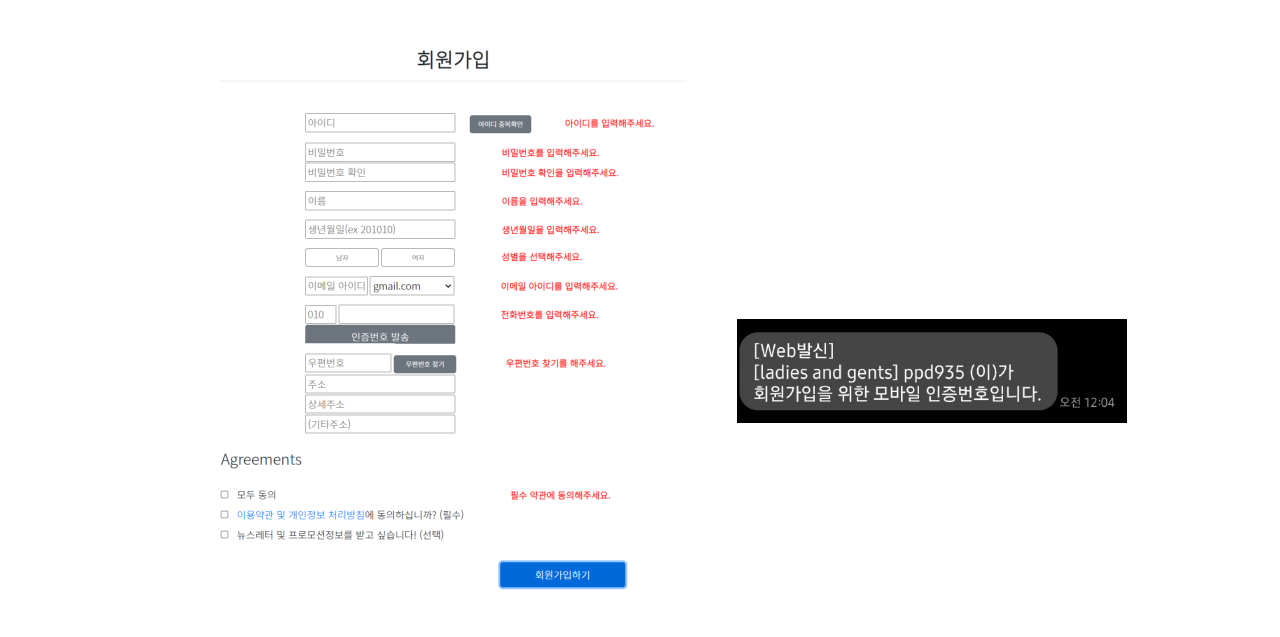 회원가입
아이디 아이디 중복확인 아이디를 입력해주세요.
비밀번호 비밀번호를 입력해주세요.
비밀번호 확인 비밀번호 확인을 입력해주세요.
이름 이름을 입력해주세요.
생년월일(ex 201010) 생년월일을 입력해주세요.
남자 여자 성별을 선택해주세요.
이메일 아이디 gmail.com 이메일 아이디를 입력해주세요.
010 전화번호를 입력해주세요.
인증번호 발송
우편번호 우편번호 찾기 우편번호 찾기를 해주세요.
주소
상세주소
(기타주소)
Agreements
모두 동의 필수 약관에 동의해주세요.
이용약관 및 개인정보 처리방침에 동의하십니까? (필수)
뉴스레터 및 프로모션정보를 받고 싶습니다! (선택)
회원가입하기
[Web발신]
[ladies and gents] ppd935 (이)가
회원가입을 위한 모바일 인증번호입니다.
오전 12:04